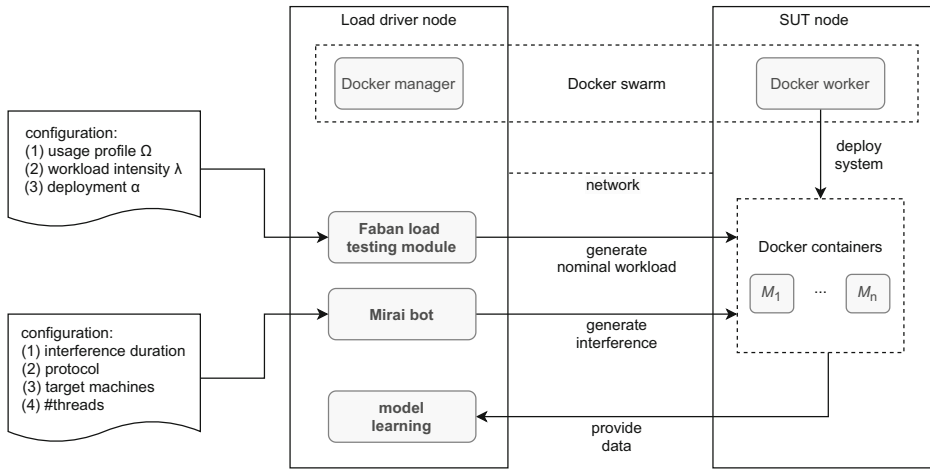 Load driver node
SUT node
Docker manager
Docker swarm
Docker worker
configuration:
(1) usage profile Ω
(2) workload intensity λ
(3) deployment α
deploy
system
network
Faban load
testing module
generate
nominal workload
Docker containers
M1 ... Mn
Mirai bot
generate
interference
configuration:
(1) interference duration
(2) protocol
(3) target machines
(4) #threads
model
learning
provide
data